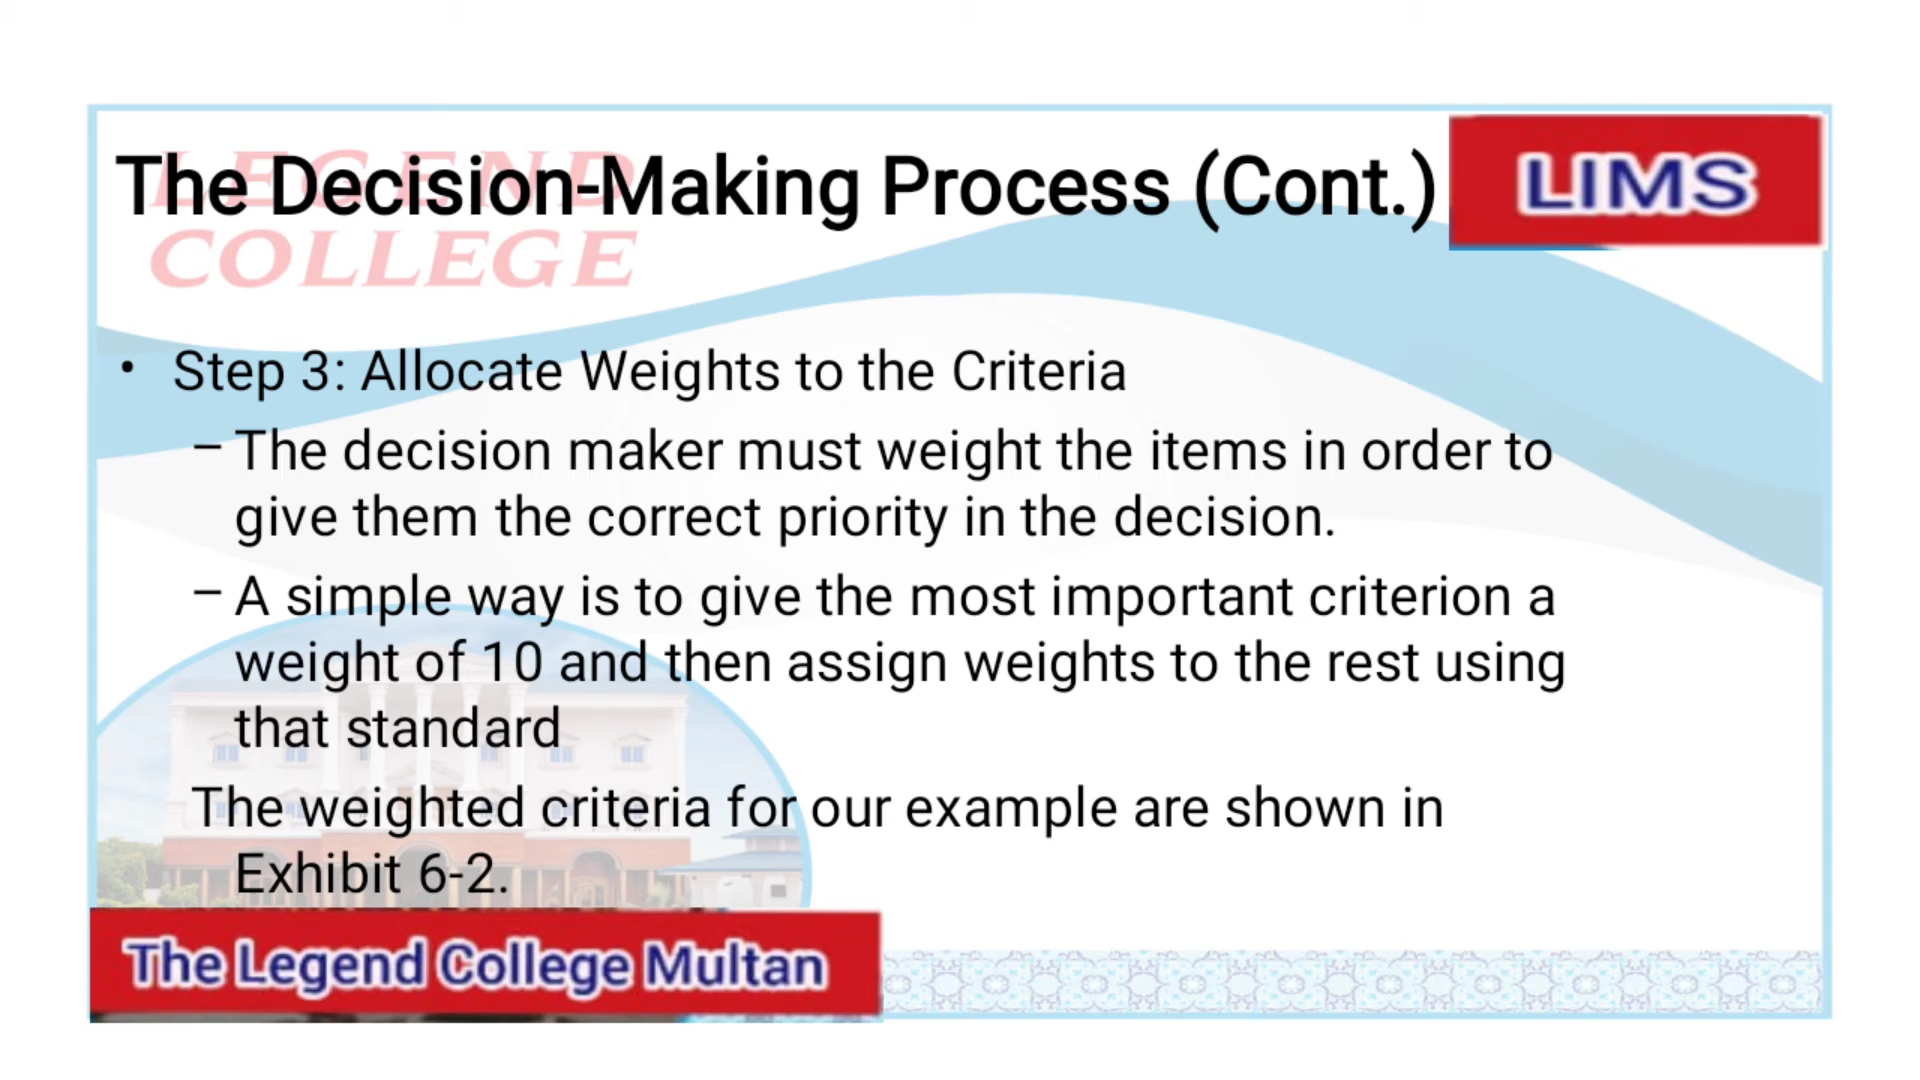 The Decision-Making Process (Cont.)
LIMS
LEGEND
COLLEGE
• Step 3: Allocate Weights to the Criteria
– The decision maker must weight the items in order to
give them the correct priority in the decision.
– A simple way is to give the most important criterion a
weight of 10 and then assign weights to the rest using
that standard
The weighted criteria for our example are shown in
Exhibit 6-2.
The Legend College Multan